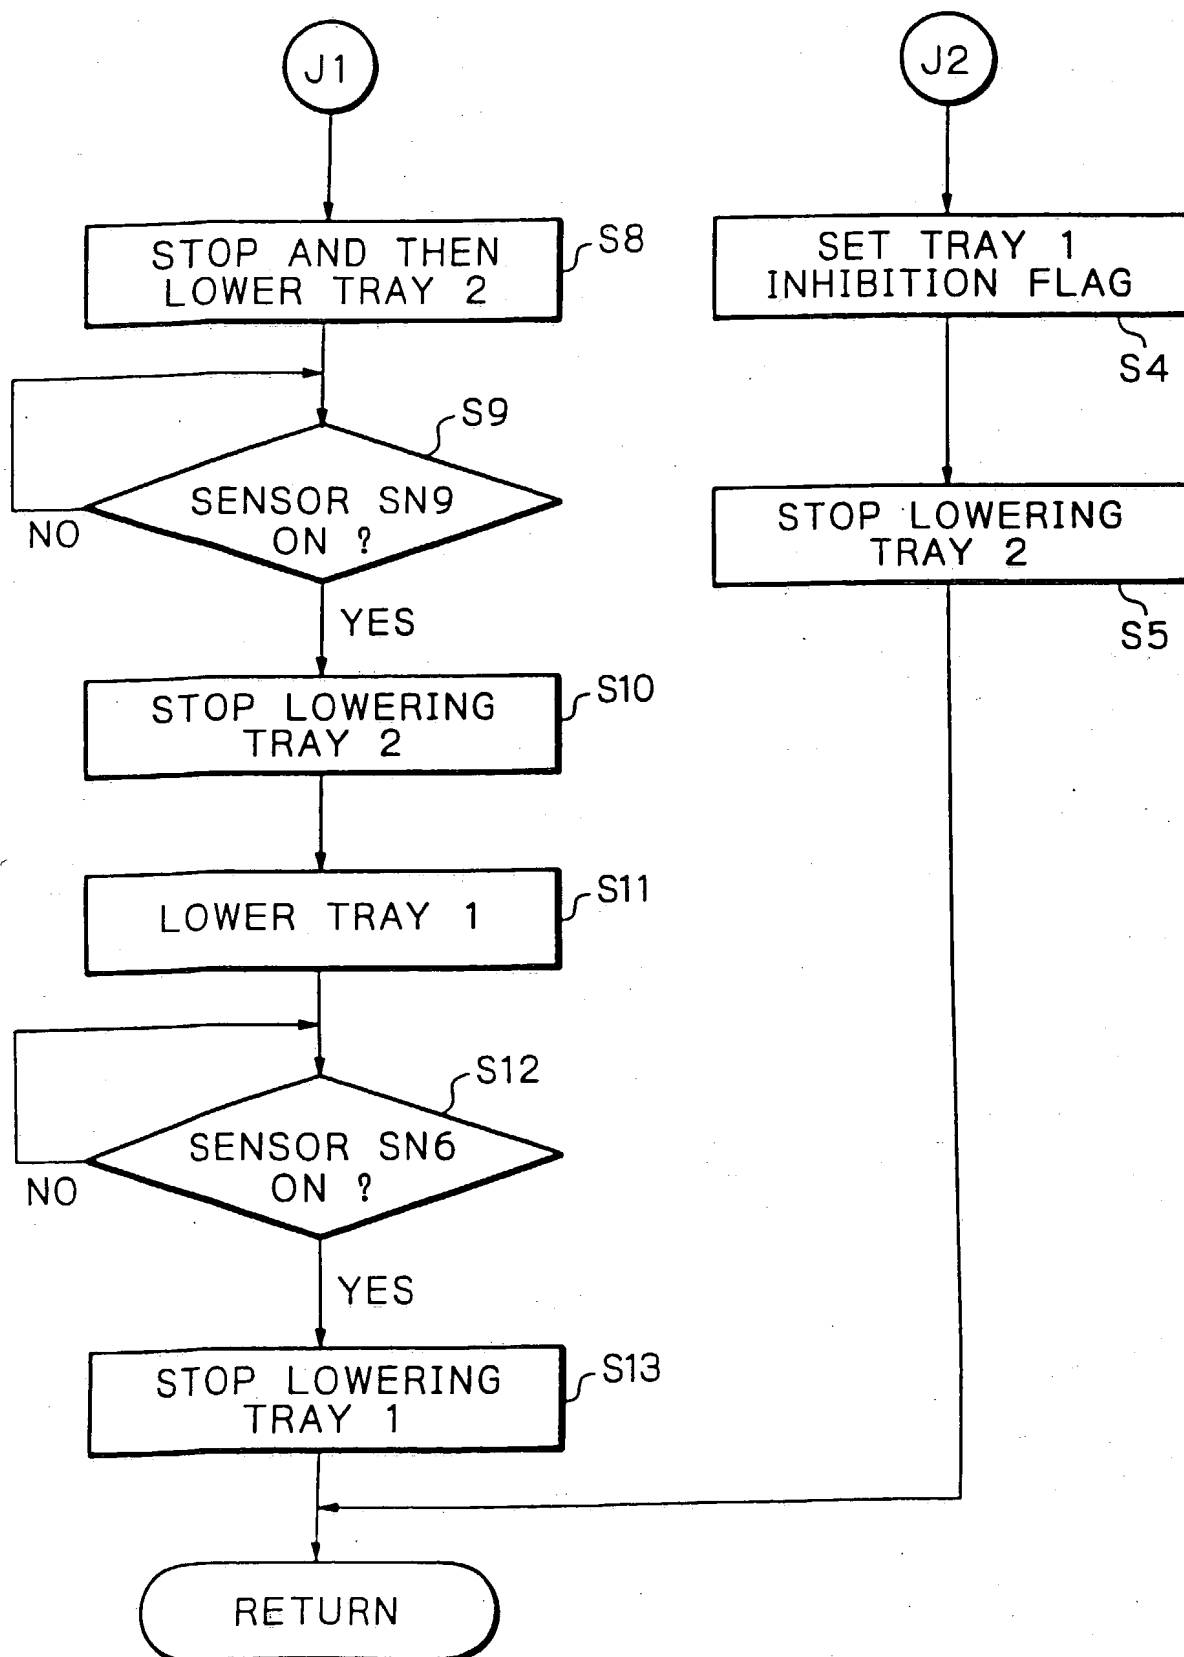 J1
STOP AND THEN
LOWER TRAY 2
S8
S9
SENSOR SN9
ON ?
NO
YES
STOP LOWERING
TRAY 2
S10
LOWER TRAY 1
S11
S12
SENSOR SN6
ON ?
NO
YES
STOP LOWERING
TRAY 1
S13
RETURN
J2
SET TRAY 1
INHIBITION FLAG
S4
STOP LOWERING
TRAY 2
S5